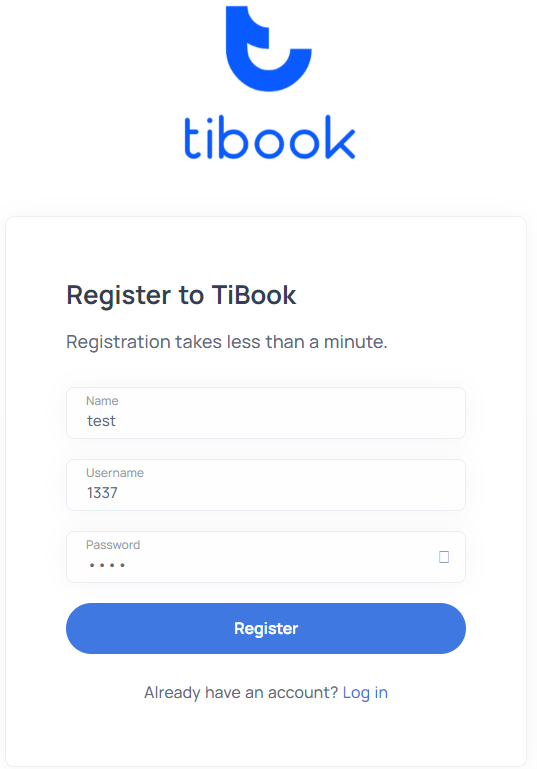 tibook
Register to TiBook
Registration takes less than a minute.
Name
test
Username
1337
Password
••••
Register
Already have an account? Log in